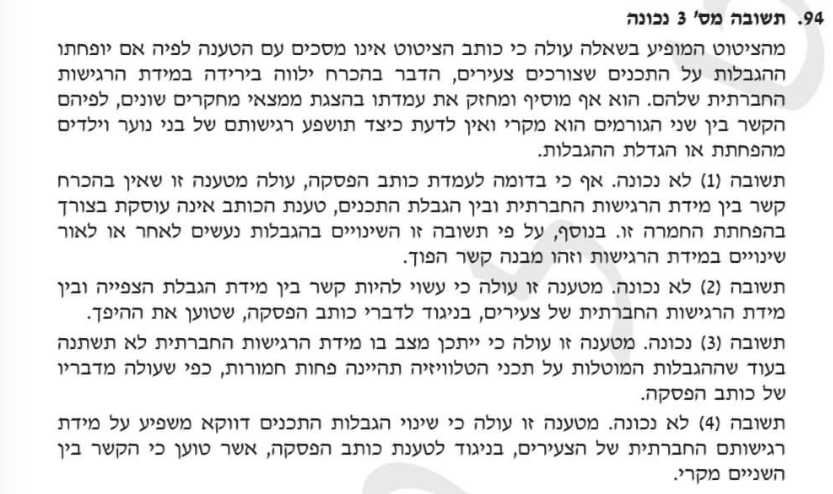 94. תשובה מס' 3 נכונה
מהציטוט המופיע בשאלה עולה כי כותב הציטוט אינו מסכים עם הטענה לפיה אם יופחתו
ההגבלות על התכנים שצורכים צעירים, הדבר בהכרח ילווה בירידה במידת הרגישות
החברתית שלהם. הוא אף מוסיף ומחזק את עמדתו בהצגת ממצאי מחקרים שונים, לפיהם
הקשר בין שני הגורמים הוא מקרי ואין לדעת כיצד תושפע רגישותם של בני נוער וילדים
מהפחתת או הגדלת ההגבלות.
תשובה (1) לא נכונה. אף כי בדומה לעמדת כותב הפסקה, עולה מטענה זו שאין בהכרח
קשר בין מידת הרגישות החברתית ובין הגבלת התכנים, טענת הכותב אינה עוסקת בצורך
בהפחתת החמרה זו. בנוסף, על פי תשובה זו השינויים בהגבלות נעשים לאחר או לאור
שינויים במידת הרגישות וזהו מבנה קשר הפוך.
תשובה (2) לא נכונה. מטענה זו עולה כי עשוי להיות קשר בין מידת הגבלת הצפייה ובין
מידת הרגישות החברתית של צעירים, בניגוד לדברי כותב הפסקה, שטוען את ההיפך.
תשובה (3) נכונה. מטענה זו עולה כי ייתכן מצב בו מידת הרגישות החברתית לא תשתנה
בעוד שההגבלות המוטלות על תכני הטלוויזיה תהיינה פחות חמורות, כפי שעולה מדבריו
של כותב הפסקה.
תשובה (4) לא נכונה. מטענה זו עולה כי שינוי הגבלות התכנים דווקא משפיע על מידת
רגישותם החברתית של הצעירים, בניגוד לטענת כותב הפסקה, אשר טוען כי הקשר בין
השניים מקרי.